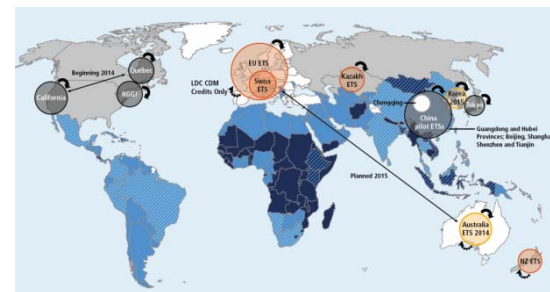 Beginning 2014
Québec
California
RGGI
EU ETS
Swiss
ETS
LDC CDM
Credits Only
Kazakh
ETS
Chongqing
China
pilot ETSs
Korea
2015
Tokyo
Guangdong and Hubei
Provinces; Beijing, Shanghai
Shenzhen and Tianjin
Planned 2015
Australia
ETS 2014
NZ ETS